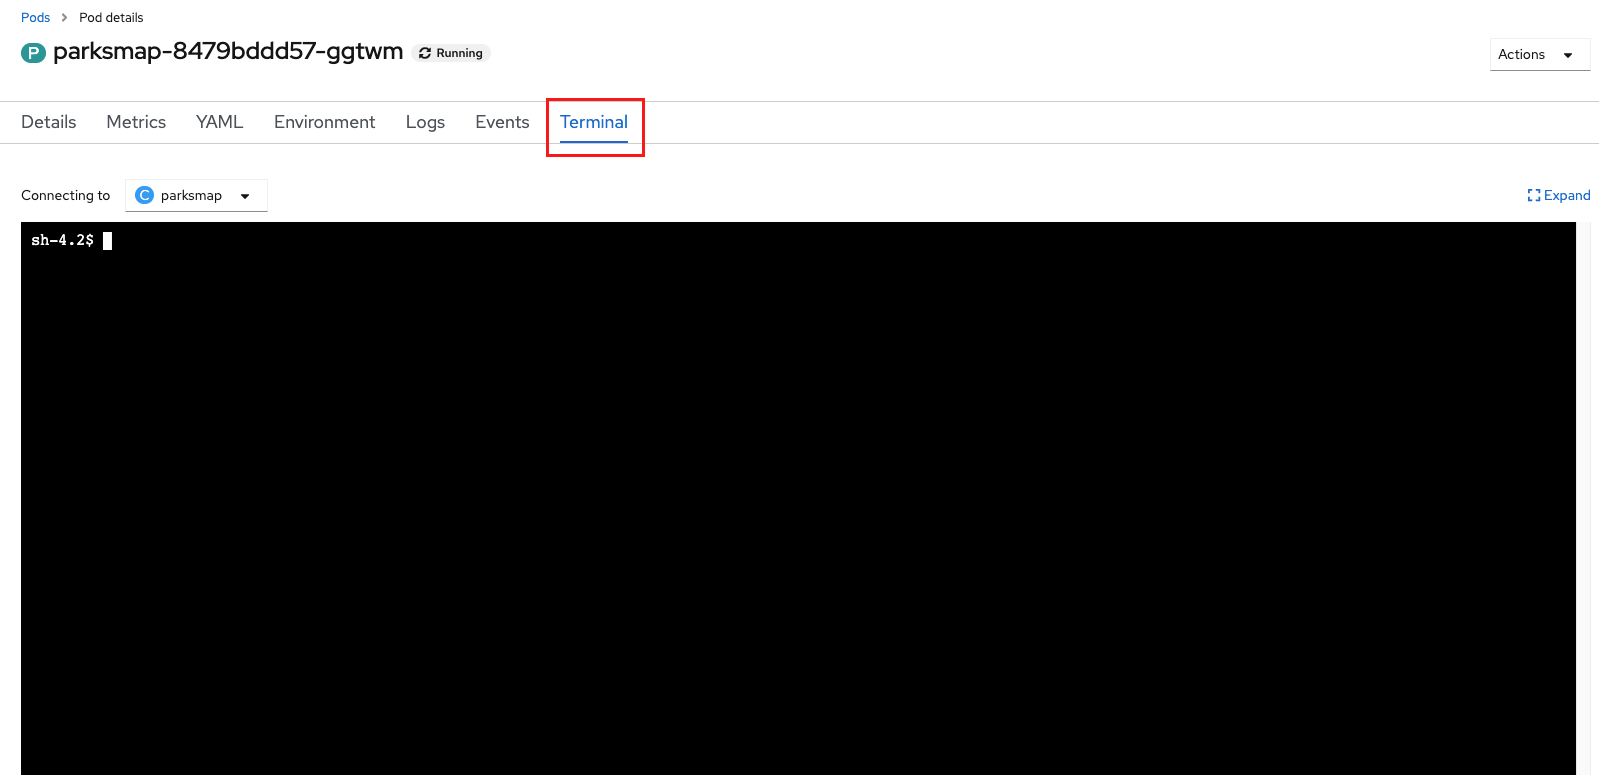 Pods > Pod details
P parksmap-8479bddd57-ggtwm Running
Actions
Details Metrics YAML Environment Logs Events Terminal
Connecting to C parksmap
Expand
sh-4.2$